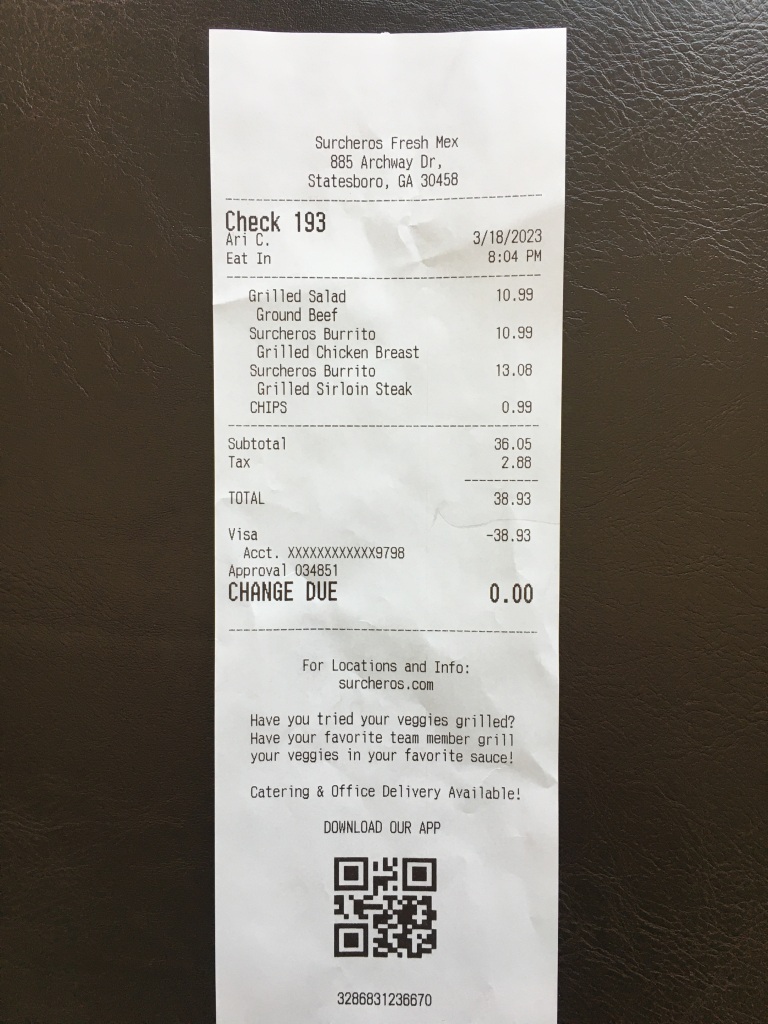 Surcheros Fresh Mex
885 Archway Dr,
Statesboro, GA 30458
Check 193
Ari C. 3/18/2023
Eat In 8:04 PM
Grilled Salad 10.99
Ground Beef
Surcheros Burrito 10.99
Grilled Chicken Breast
Surcheros Burrito 13.08
Grilled Sirloin Steak
CHIPS 0.99
Subtotal 36.05
Tax 2.88
TOTAL 38.93
Visa -38.93
Acct. XXXXXXXXXXXX9798
Approval 034851
CHANGE DUE 0.00
For Locations and Info:
surcheros.com
Have you tried your veggies grilled?
Have your favorite team member grill
your veggies in your favorite sauce!
Catering & Office Delivery Available!
DOWNLOAD OUR APP
3286831236670